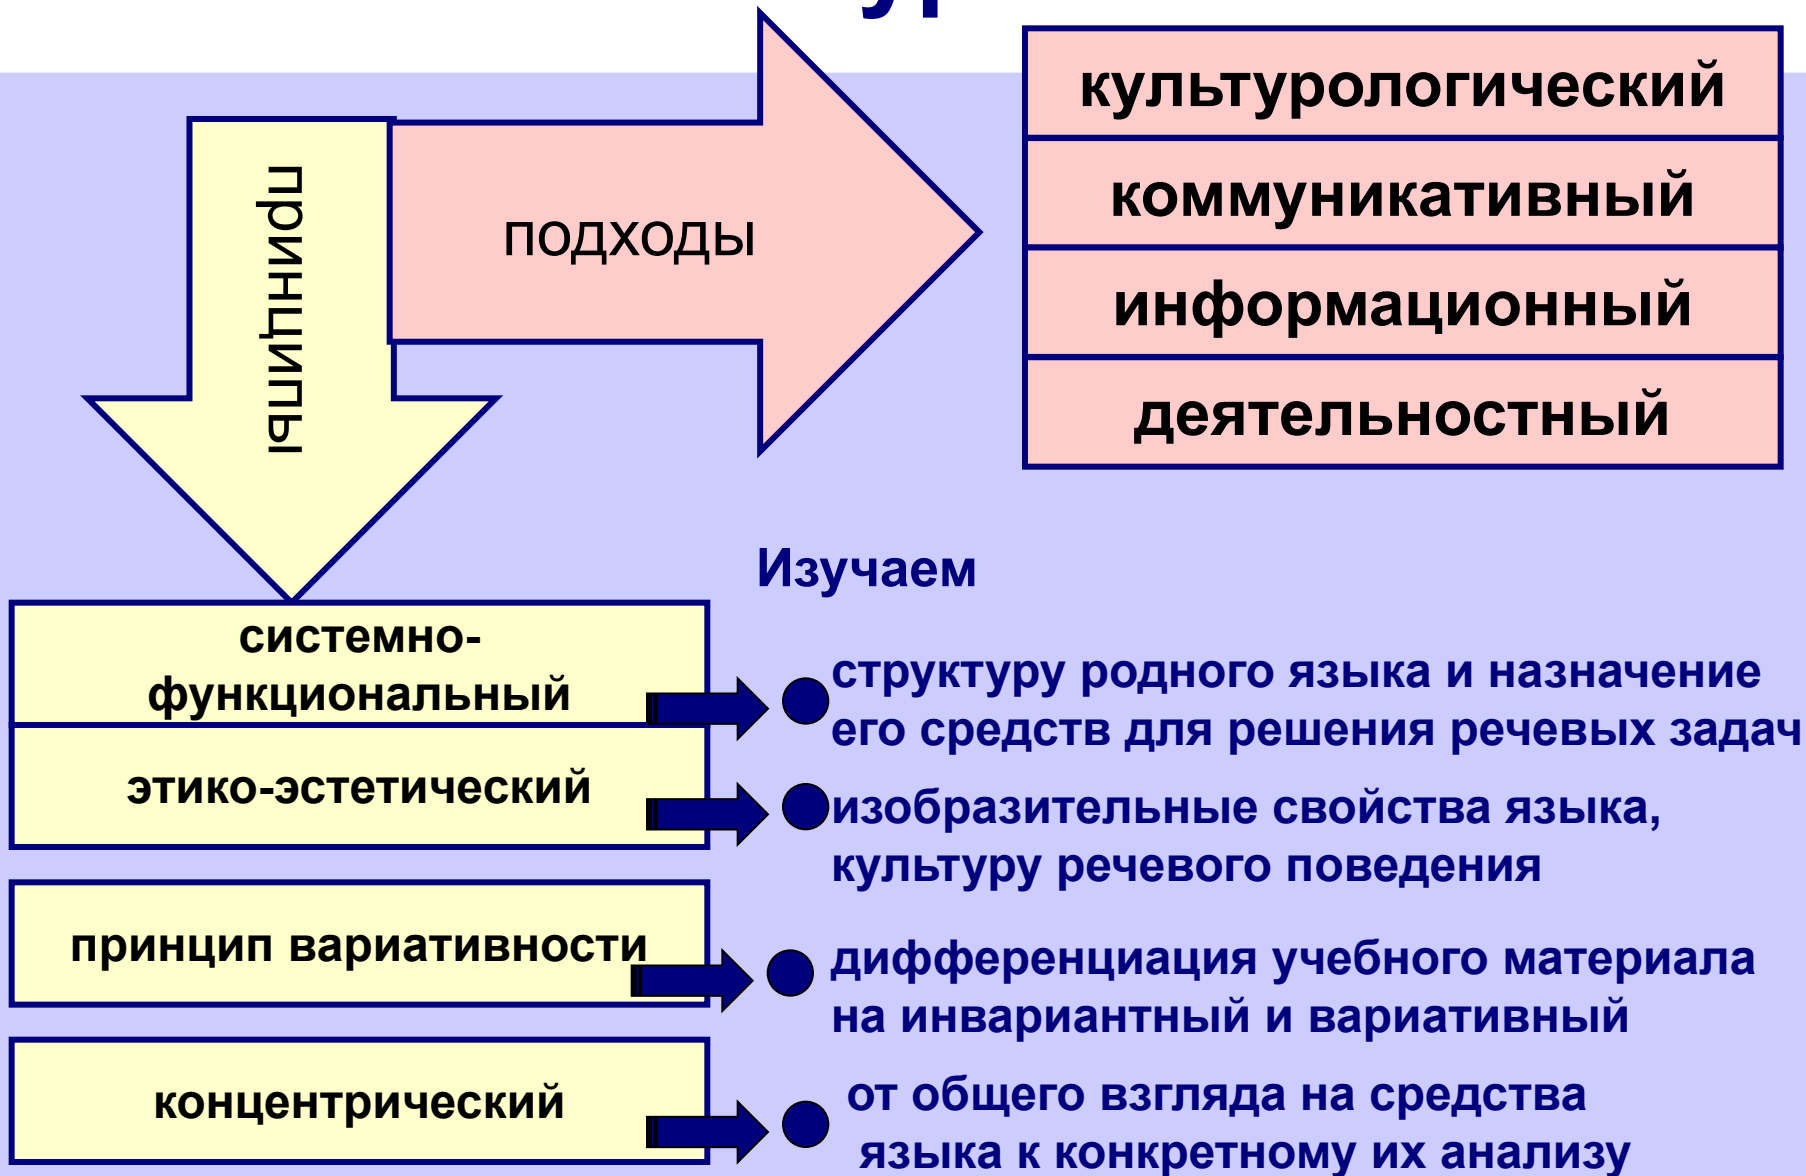 принципы
подходы
культурологический
коммуникативный
информационный
деятельностный
Изучаем
системно-
функциональный
структуру родного языка и назначение
его средств для решения речевых задач
этико-эстетический
изобразительные свойства языка,
культуру речевого поведения
принцип вариативности
дифференциация учебного материала
на инвариантный и вариативный
концентрический
от общего взгляда на средства
языка к конкретному их анализу